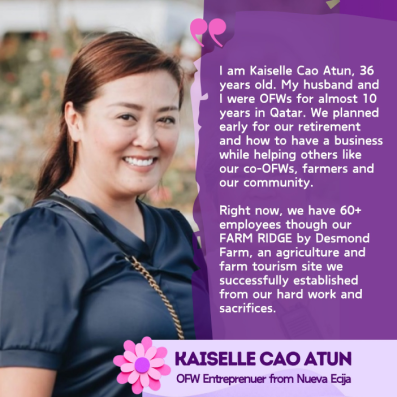 I am Kaiselle Cao Atun, 36
years old. My husband and
I were OFWs for almost 10
years in Qatar. We planned
early for our retirement
and how to have a business
while helping others like
our co-OFWs, farmers and
our community.
Right now, we have 60+
employees though our
FARM RIDGE by Desmond
Farm, an agriculture and
farm tourism site we
successfully established
from our hard work and
sacrifices.
KAISELLE CAO ATUN
OFW Entreprenuer from Nueva Ecija